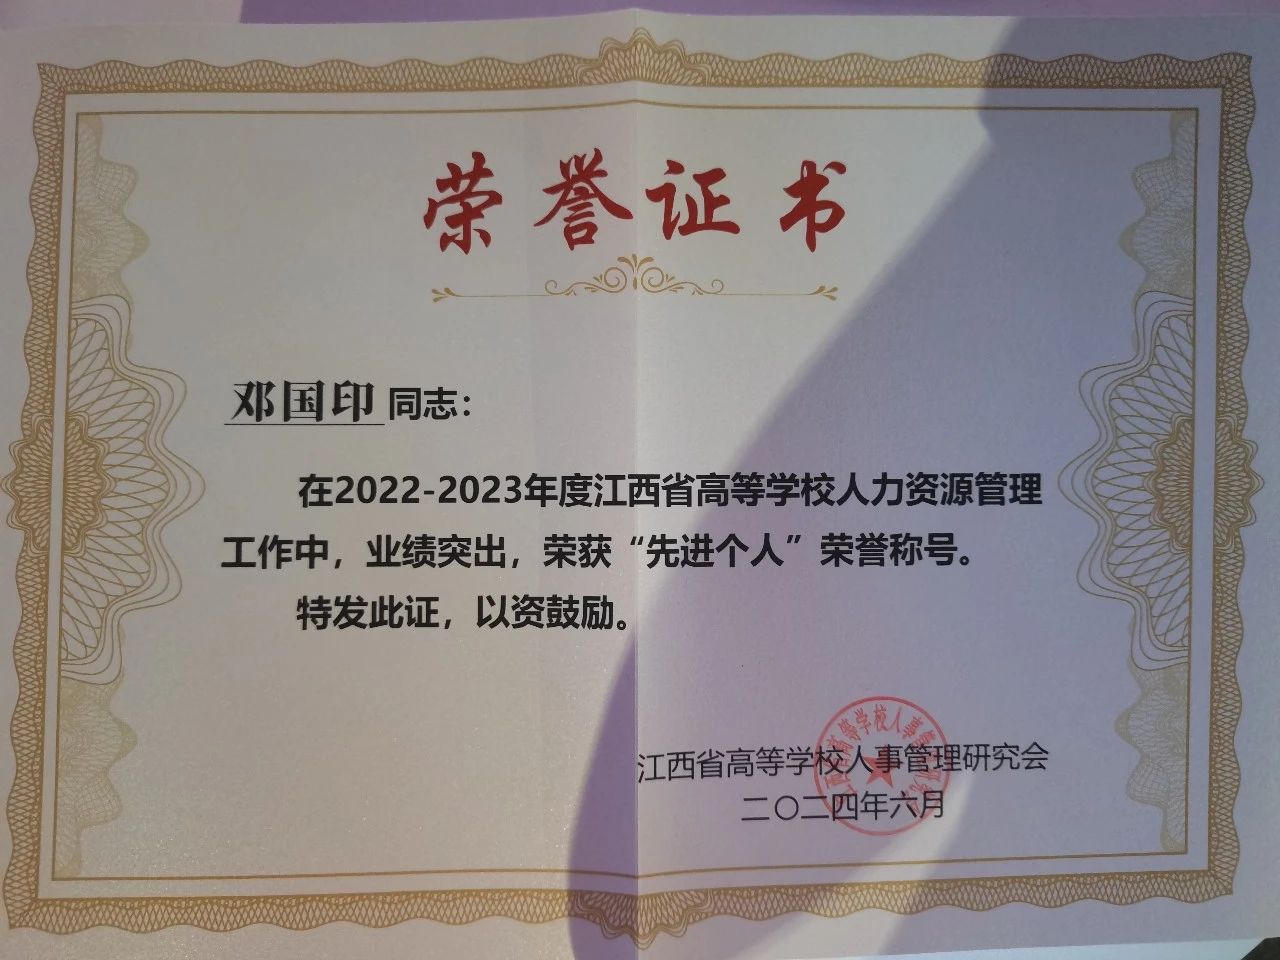 荣誉证书
邓国印同志：
在2022-2023年度江西省高等学校人力资源管理
工作中，业绩突出，荣获“先进个人”荣誉称号。
特发此证，以资鼓励。
江西省高等学校人事管理研究会
二〇二四年六月